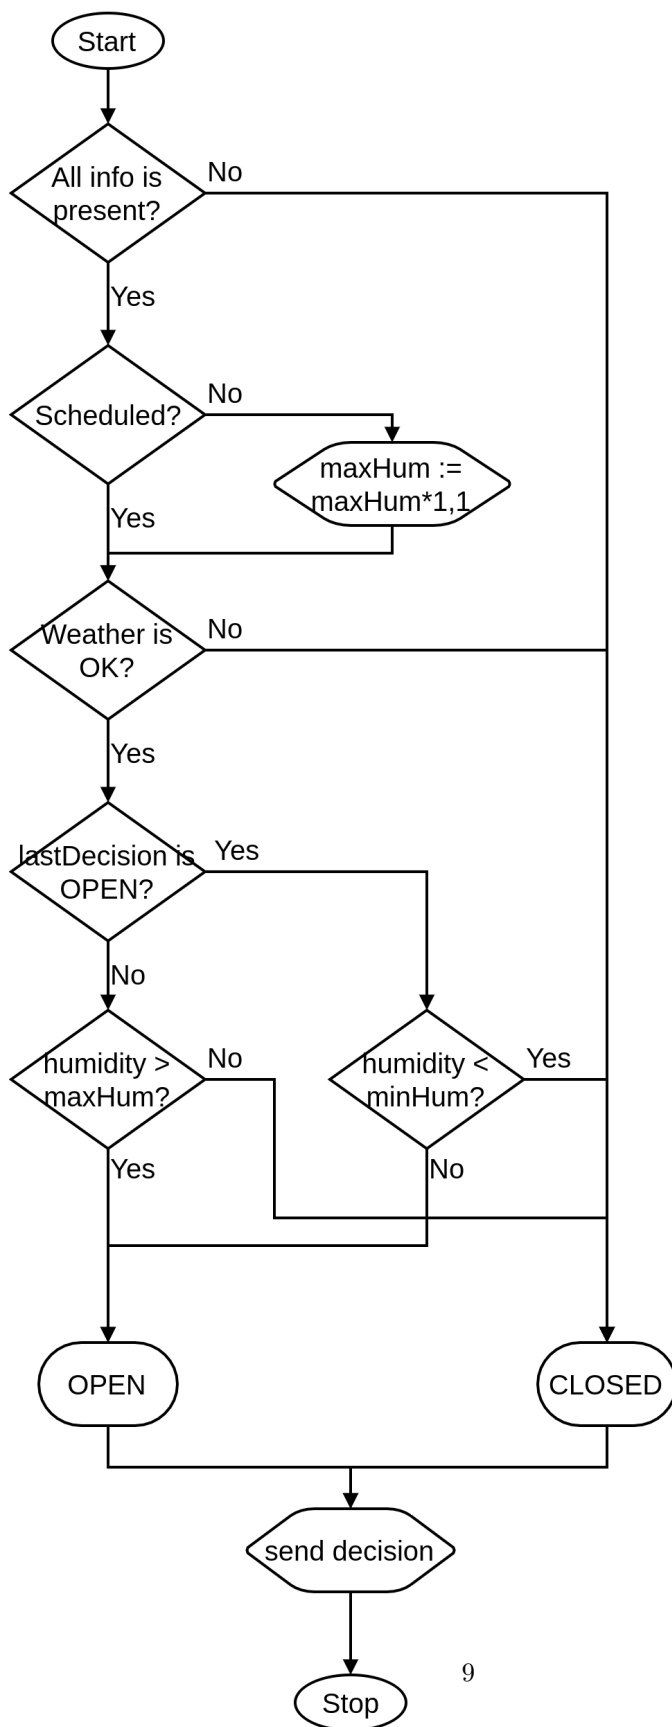 Start
All info is
present?
No
Yes
Scheduled?
No
maxHum :=
maxHum*1,1
Yes
Weather is
OK?
No
Yes
lastDecision is
OPEN?
Yes
No
humidity >
maxHum?
No
humidity <
minHum?
Yes
Yes
No
OPEN
CLOSED
send decision
Stop
9